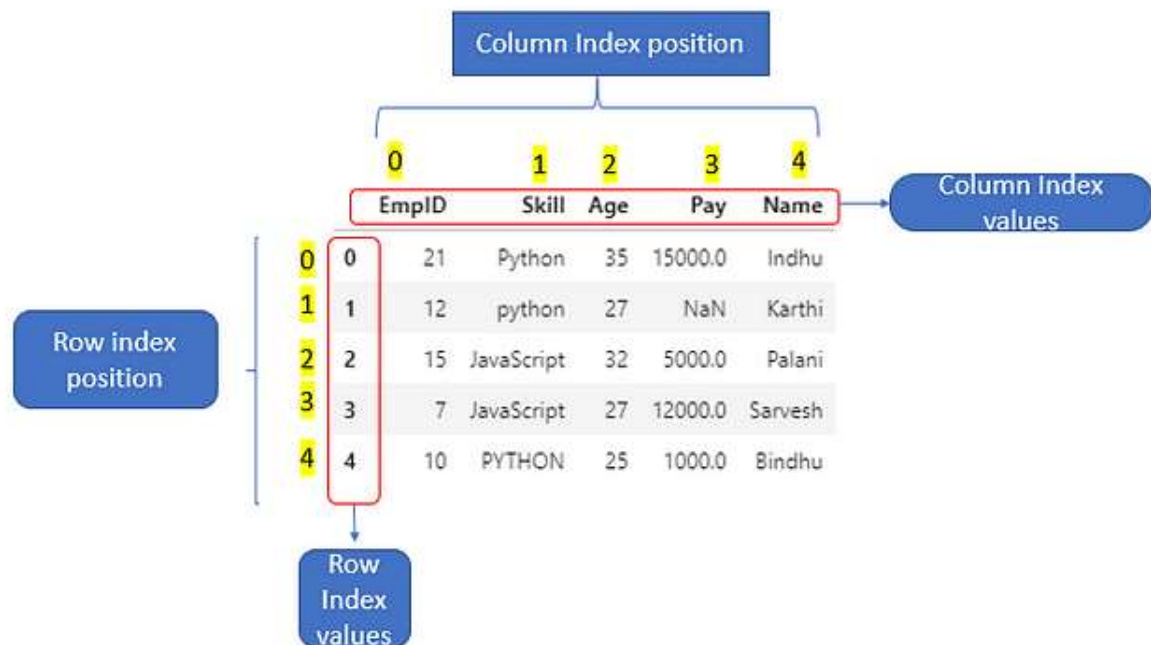 Column Index position
0 1 2 3 4
EmpID Skill Age Pay Name
Column Index
values
0 0 21 Python 35 15000.0 Indhu
1 1 12 python 27 NaN Karthi
Row index
position
2 2 15 JavaScript 32 5000.0 Palani
3 3 7 JavaScript 27 12000.0 Sarvesh
4 4 10 PYTHON 25 1000.0 Bindhu
Row
Index
values